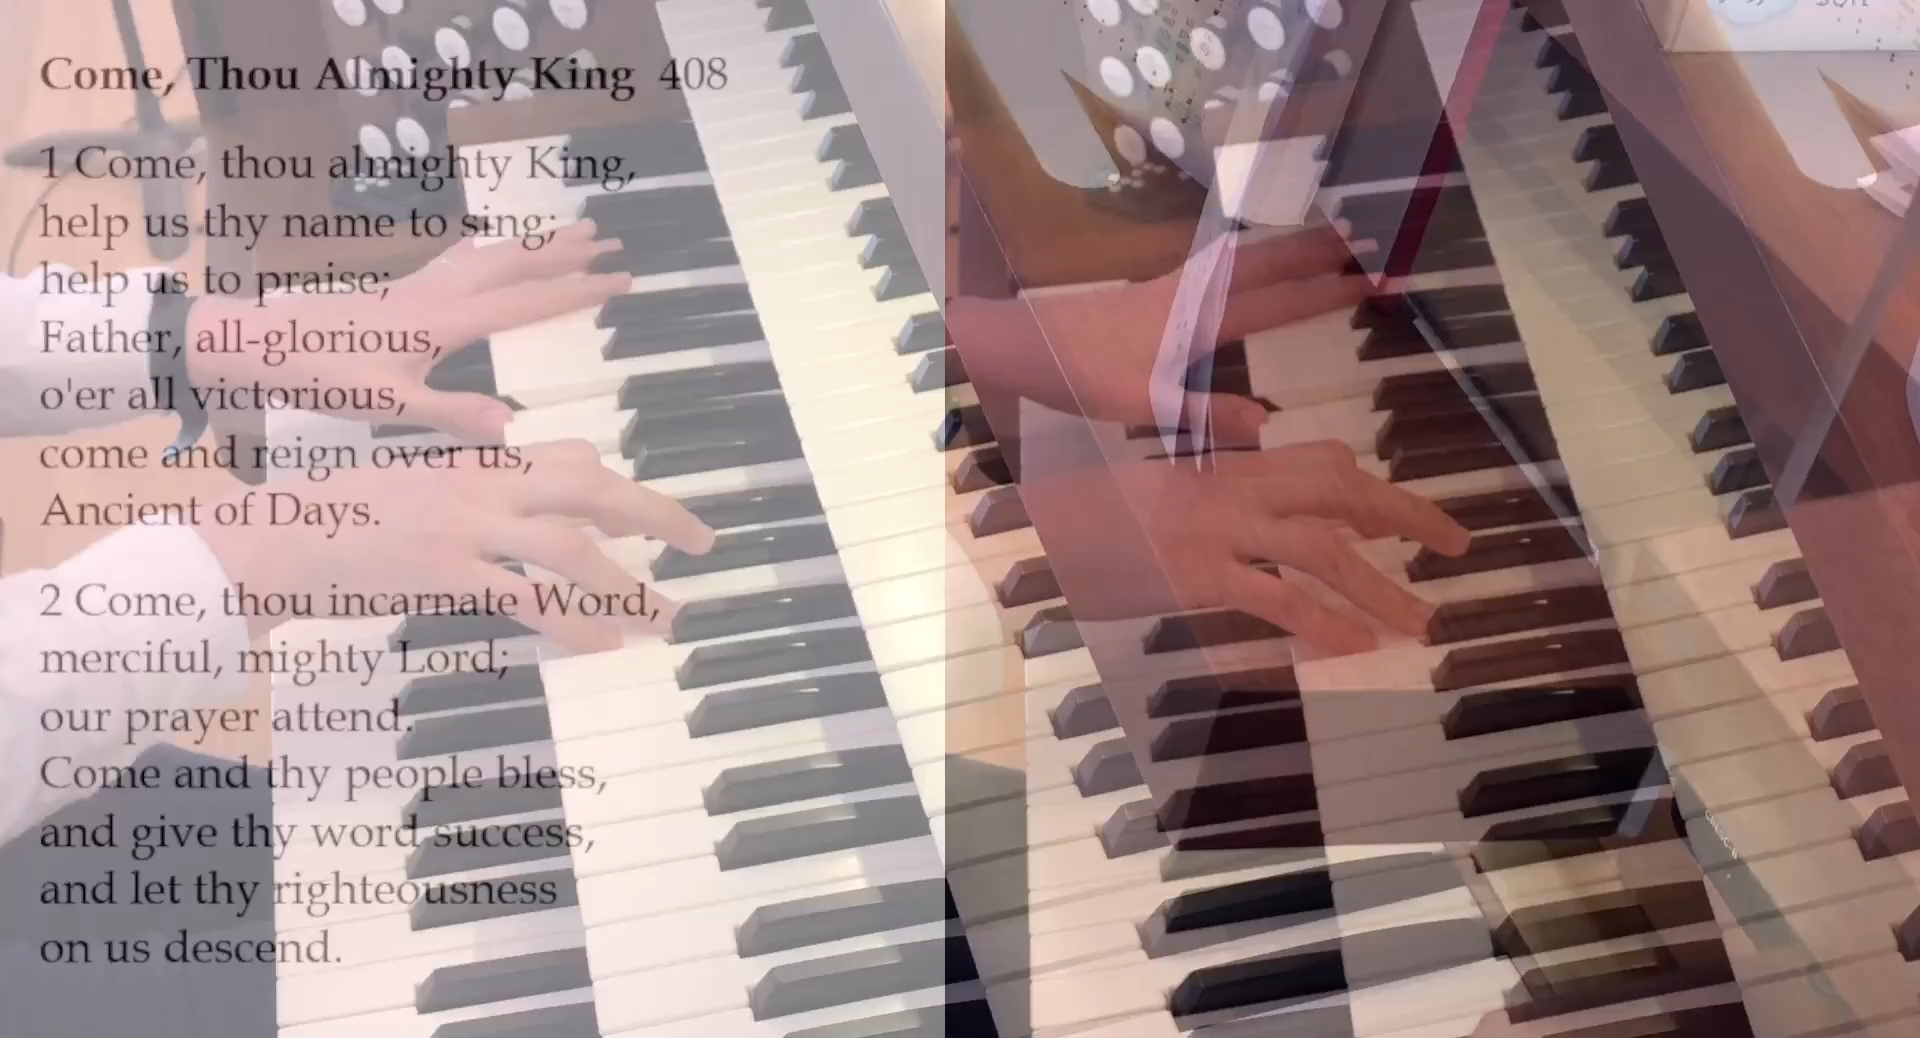 Come, Thou Almighty King 408
1 Come, thou almighty King,
help us thy name to sing;
help us to praise;
Father, all-glorious,
o'er all victorious,
come and reign over us,
Ancient of Days.
2 Come, thou incarnate Word,
merciful, mighty Lord;
our prayer attend.
Come and thy people bless,
and give thy word success,
and let thy righteousness
on us descend.